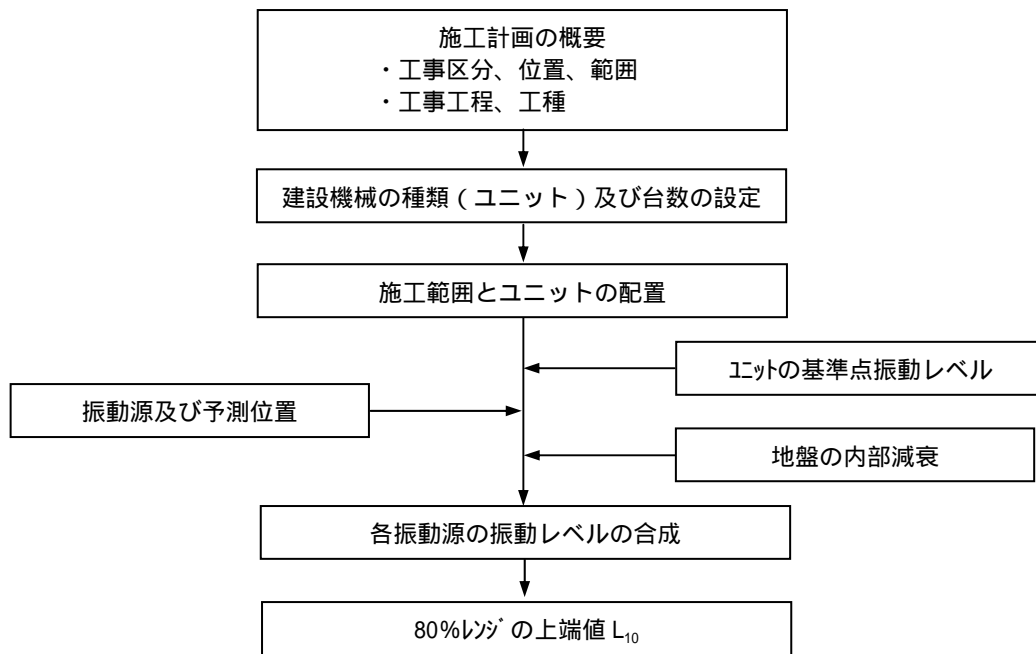 施工計画の概要
・工事区分、位置、範囲
・工事工程、工種
建設機械の種類（ユニット）及び台数の設定
施工範囲とユニットの配置
ﾕﾆｯﾄの基準点振動レベル
振動源及び予測位置
地盤の内部減衰
各振動源の振動レベルの合成
80%ﾚﾝｼﾞの上端値 L10